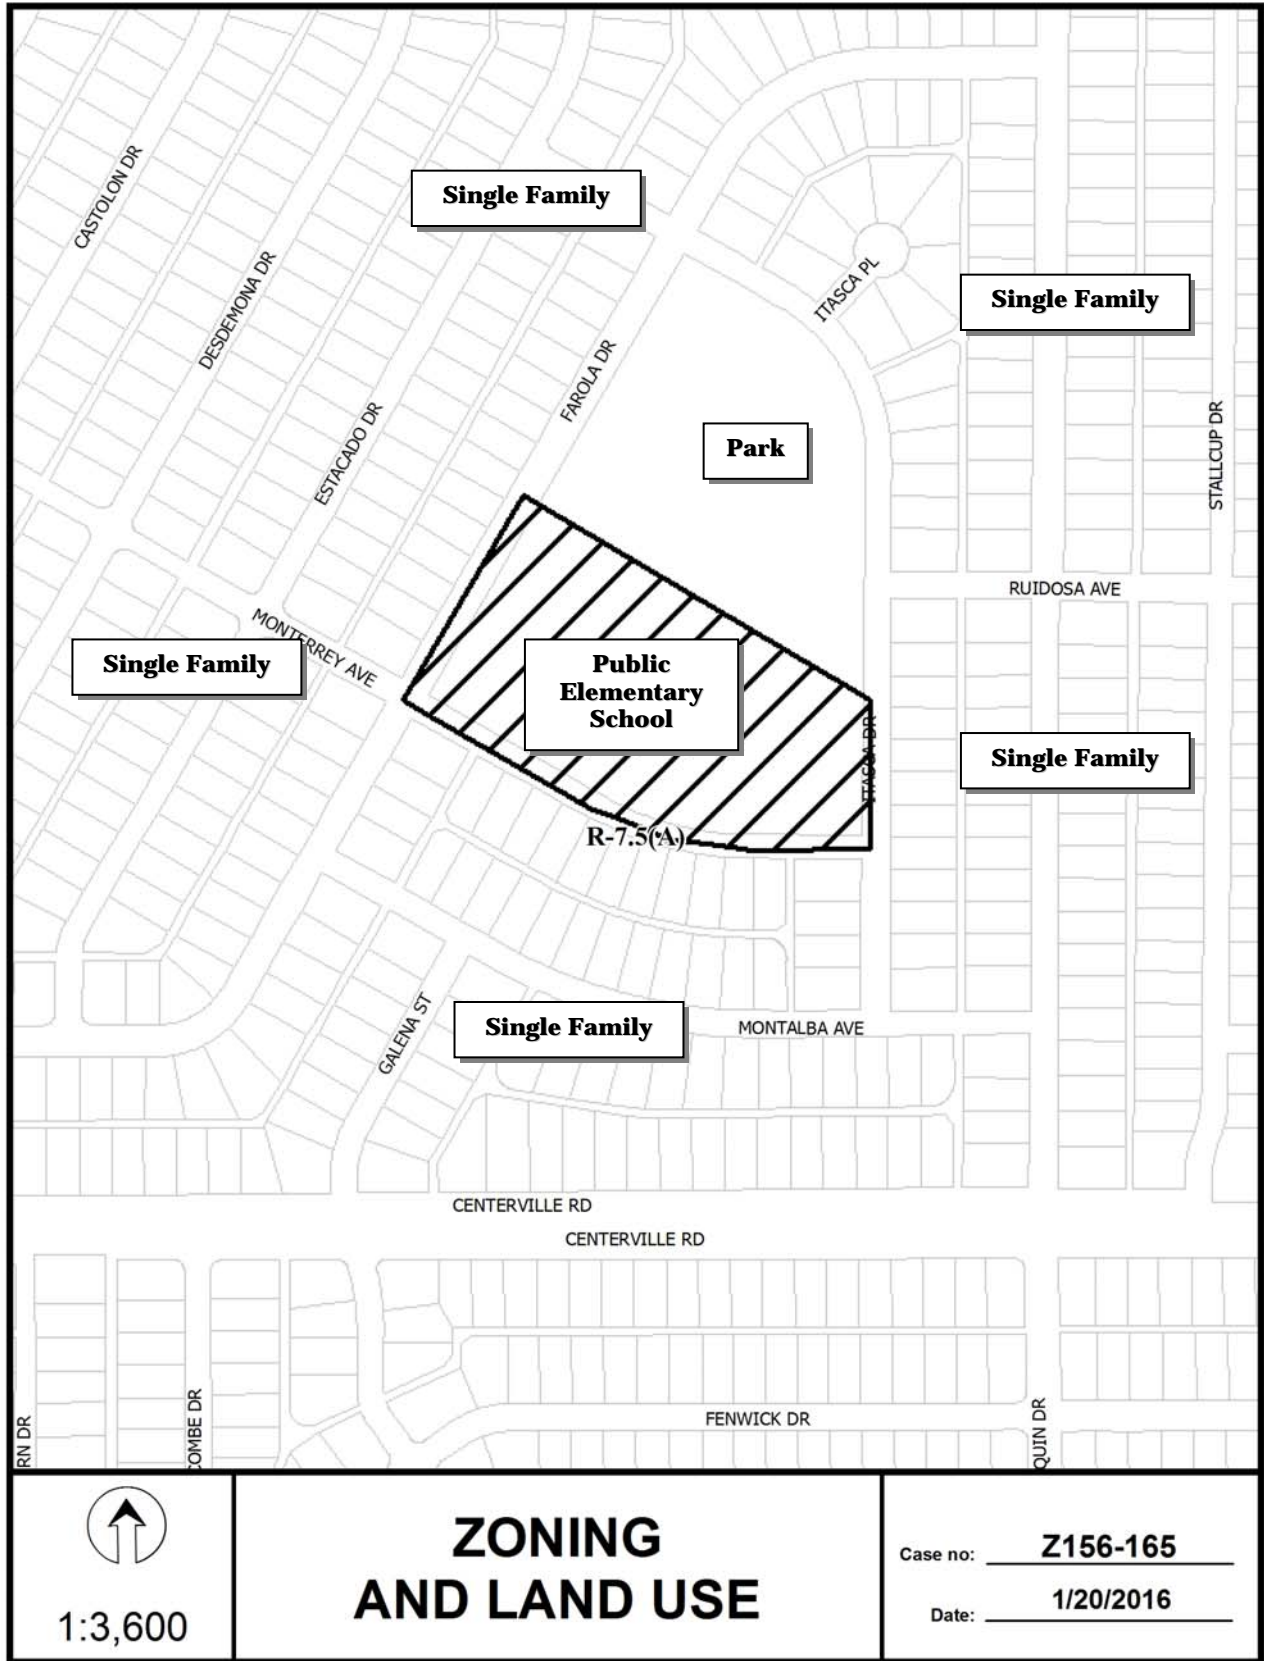 CASTOLON DR
Single Family
DESDEMONA DR
ITASCA PL
Single Family
FAROLA DR
ESTACADO DR
Park
STALLCUP DR
RUIDOSA AVE
MONTERREY AVE
Single Family
Public
Elementary
School
ITASCA DR
Single Family
R-7.5(A)
GALENA ST
Single Family
MONTALBA AVE
CENTERVILLE RD
CENTERVILLE RD
RN DR
OMBE DR
FENWICK DR
QUIN DR
1:3,600
ZONING
AND LAND USE
Case no: Z156-165
Date: 1/20/2016